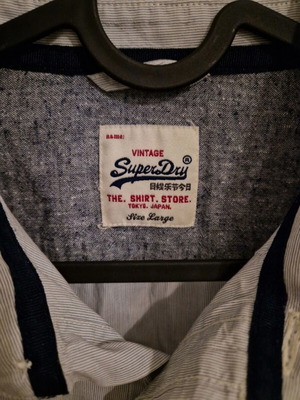 VINTAGE
SuperDry®
THE. SHIRT. STORE.
TOKYO. JAPAN.
Size Large